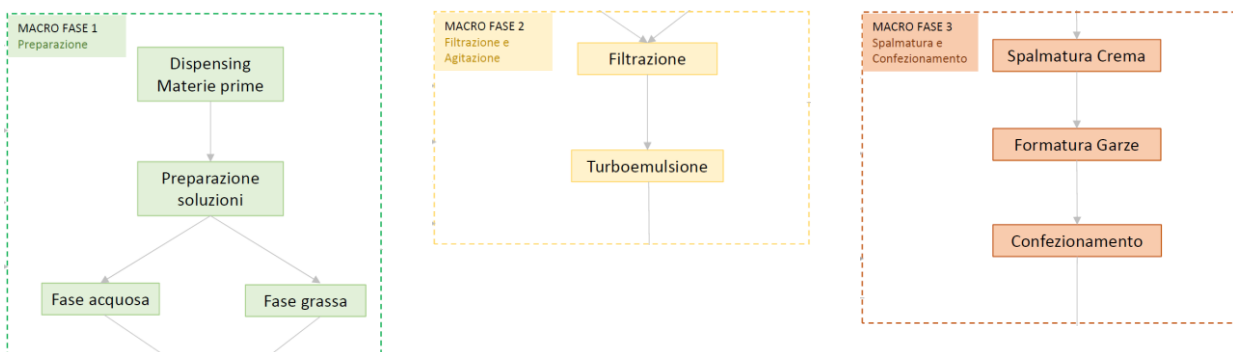 MACRO FASE 1
Preparazione
Dispensing
Materie prime
Preparazione
soluzioni
Fase acquosa
Fase grassa
MACRO FASE 2
Filtrazione e
Agitazione
Filtrazione
Turboemulsione
MACRO FASE 3
Spalmatura e
Confezionamento
Spalmatura Crema
Formatura Garze
Confezionamento